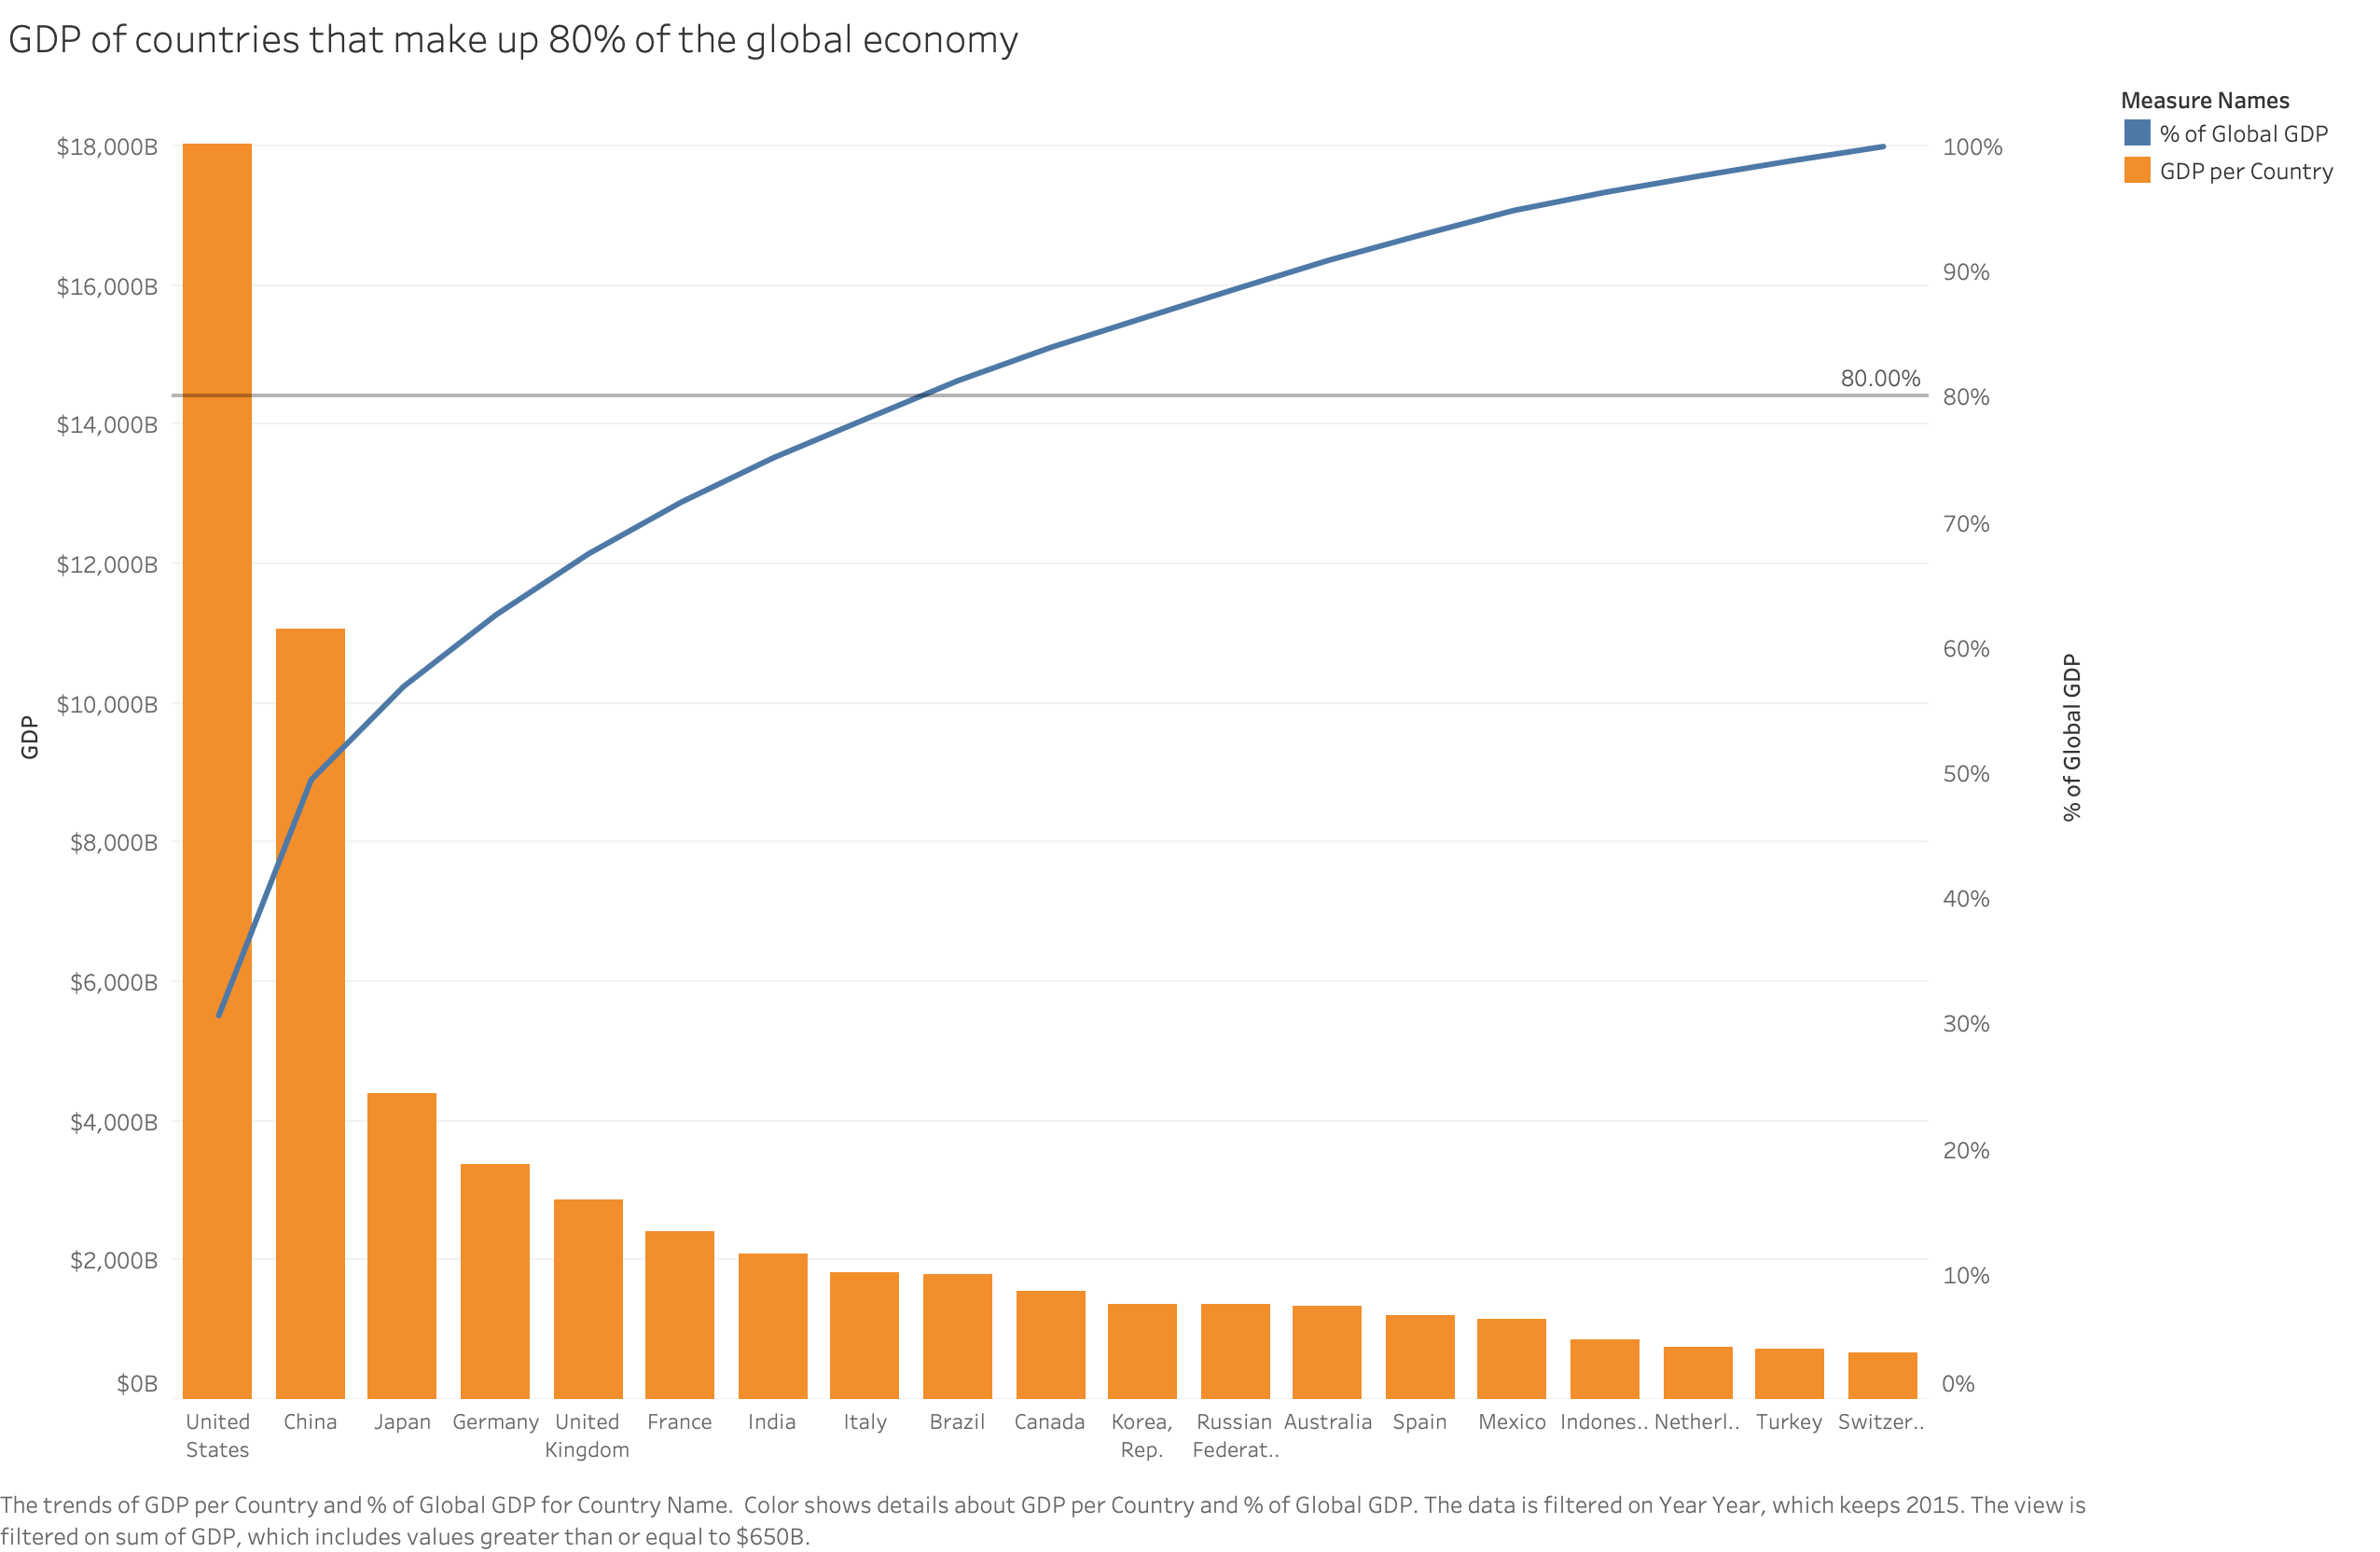 GDP of countries that make up 80% of the global economy
Measure Names
% of Global GDP
GDP per Country
$18,000B
$16,000B
$14,000B
$12,000B
$10,000B
$8,000B
$6,000B
$4,000B
$2,000B
$0B
GDP
80.00%
100%
90%
80%
70%
60%
50%
40%
30%
20%
10%
0%
% of Global GDP
United States
China
Japan
Germany
United Kingdom
France
India
Italy
Brazil
Canada
Korea, Rep.
Russian Federat..
Australia
Spain
Mexico
Indones..
Netherl..
Turkey
Switzer..
The trends of GDP per Country and % of Global GDP for Country Name.  Color shows details about GDP per Country and % of Global GDP. The data is filtered on Year Year, which keeps 2015. The view is
filtered on sum of GDP, which includes values greater than or equal to $650B.